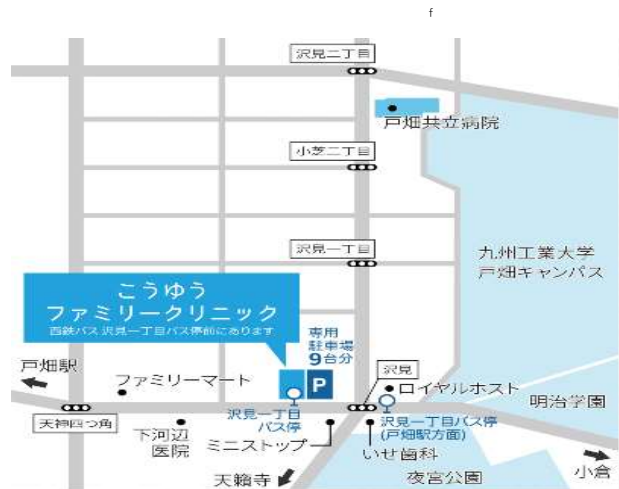 f
沢見二丁目
戸畑共立病院
小芝二丁目
沢見一丁目
九州工業大学
戸畑キャンパス
こうゆう
ファミリークリニック
西鉄バス 沢見一丁目バス停前にあります
専用
駐車場
9台分
P
戸畑駅
ファミリーマート
沢見
ロイヤルホスト
明治学園
天神四つ角
下河辺
医院
沢見一丁目
バス停
ミニストップ
沢見一丁目バス停
(戸畑駅方面)
いせ歯科
天籟寺
夜宮公園
小倉